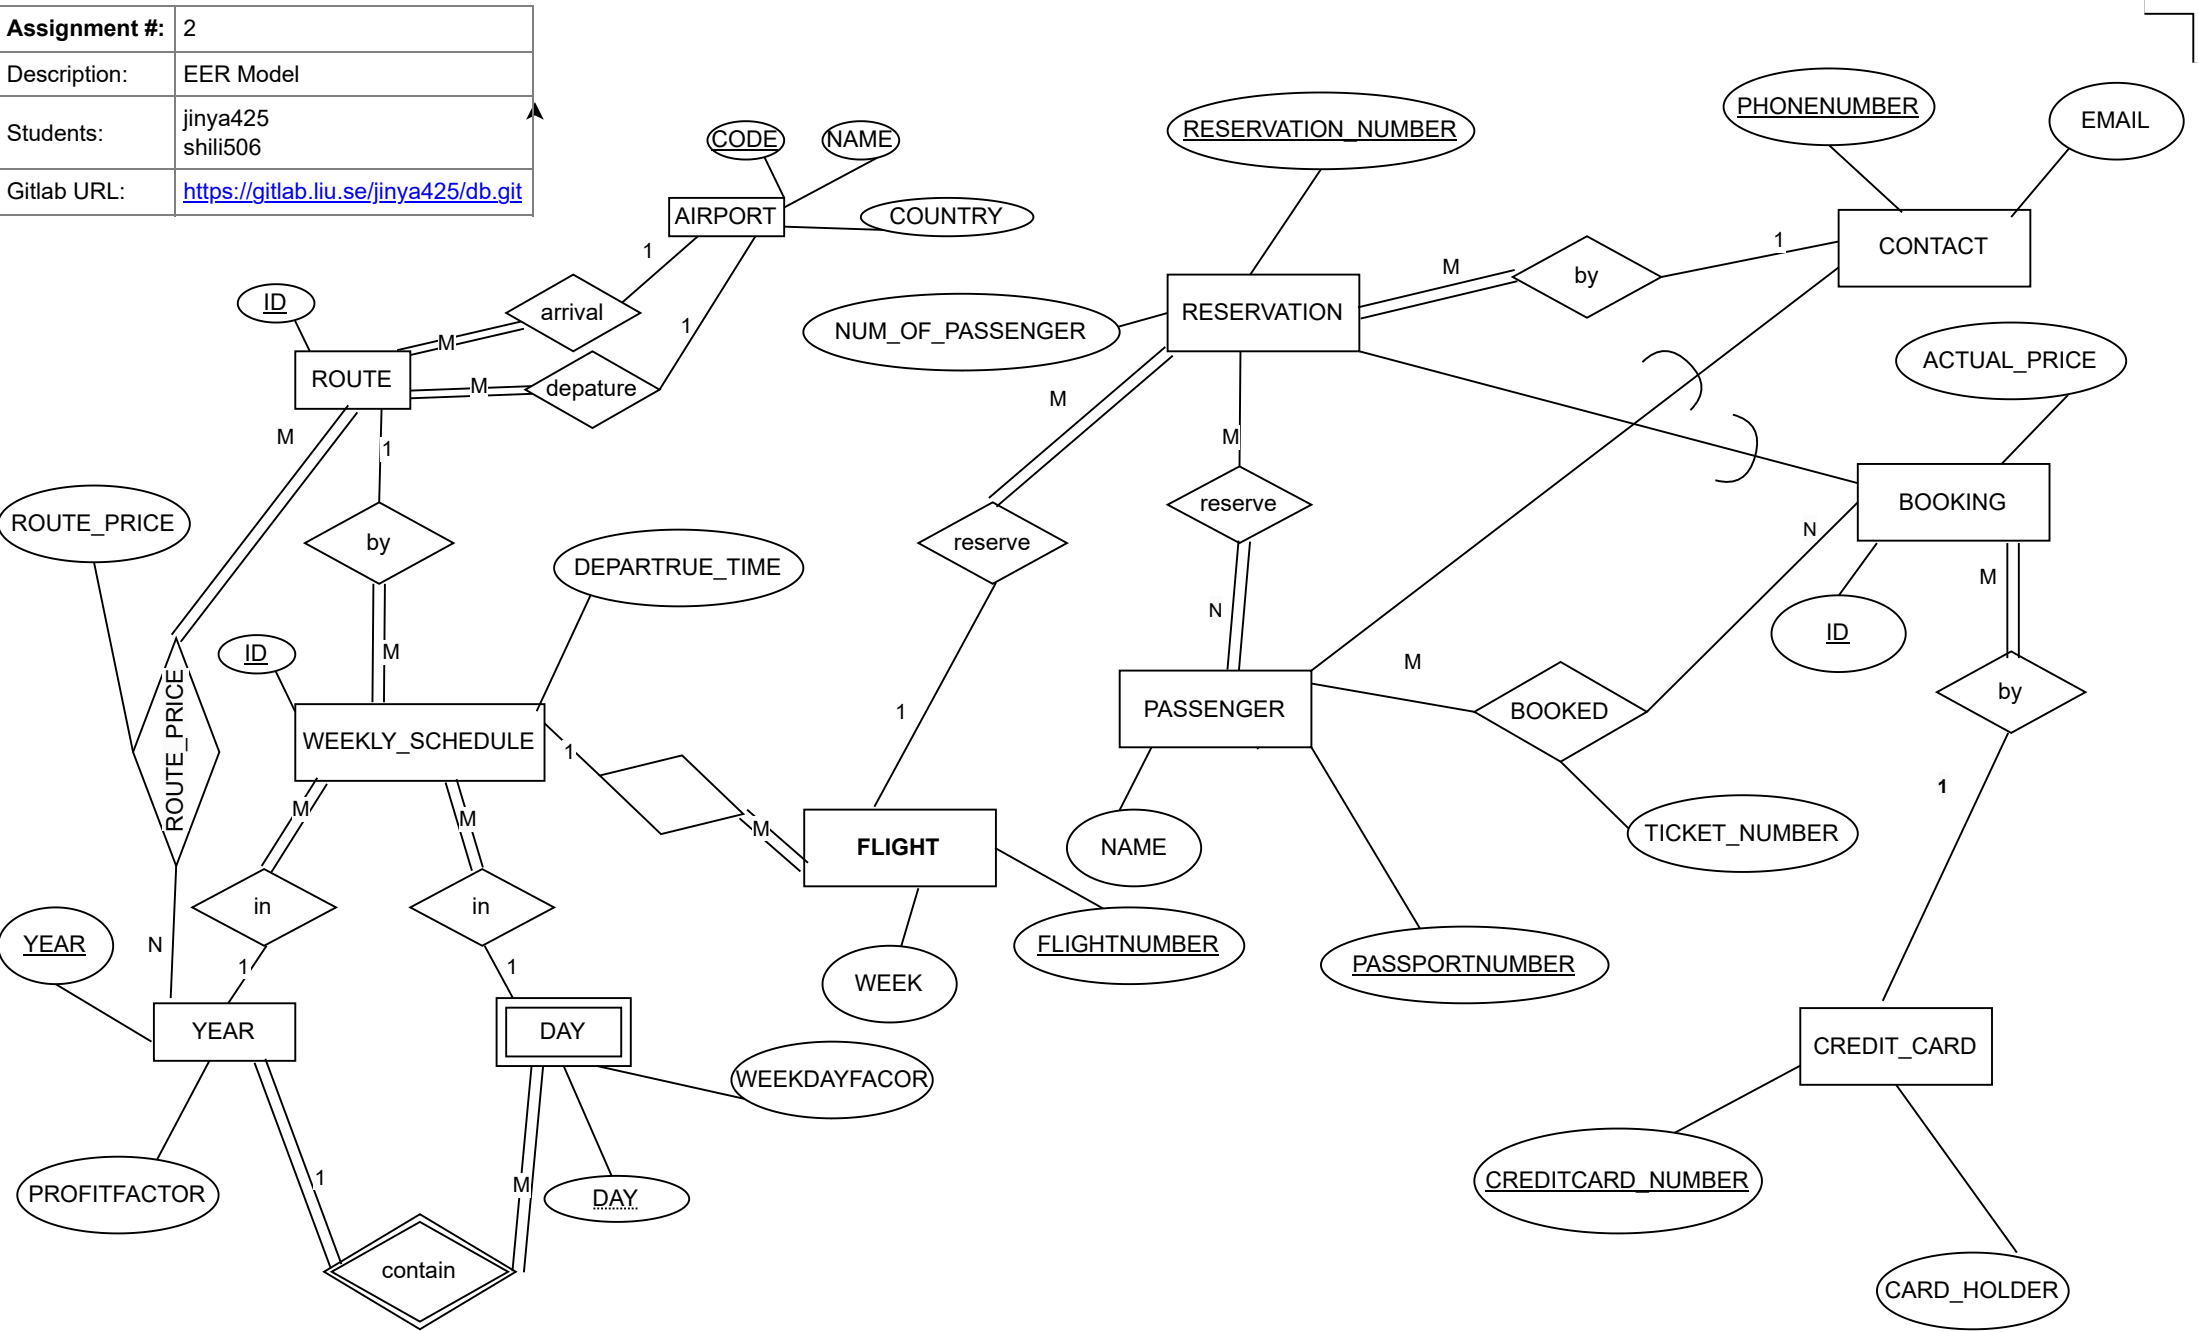 Assignment #: 2
Description: EER Model
Students: jinya425
shili506
Gitlab URL: https://gitlab.liu.se/jinya425/db.git
CODE
NAME
AIRPORT
COUNTRY
1
arrival
1
M
ID
ROUTE
M
depature
M
1
ROUTE_PRICE
by
DEPARTRUE_TIME
M
ID
ROUTE_PRICE
WEEKLY_SCHEDULE
1
M
M
M
in
in
N
1
1
YEAR
YEAR
DAY
WEEKDAYFACOR
PROFITFACTOR
1
M
DAY
contain
RESERVATION_NUMBER
PHONENUMBER
EMAIL
CONTACT
1
by
M
RESERVATION
NUM_OF_PASSENGER
M
M
reserve
reserve
N
1
ACTUAL_PRICE
BOOKING
N
M
ID
by
M
PASSENGER
BOOKED
1
FLIGHT
NAME
TICKET_NUMBER
FLIGHTNUMBER
WEEK
PASSPORTNUMBER
CREDIT_CARD
CREDITCARD_NUMBER
CARD_HOLDER